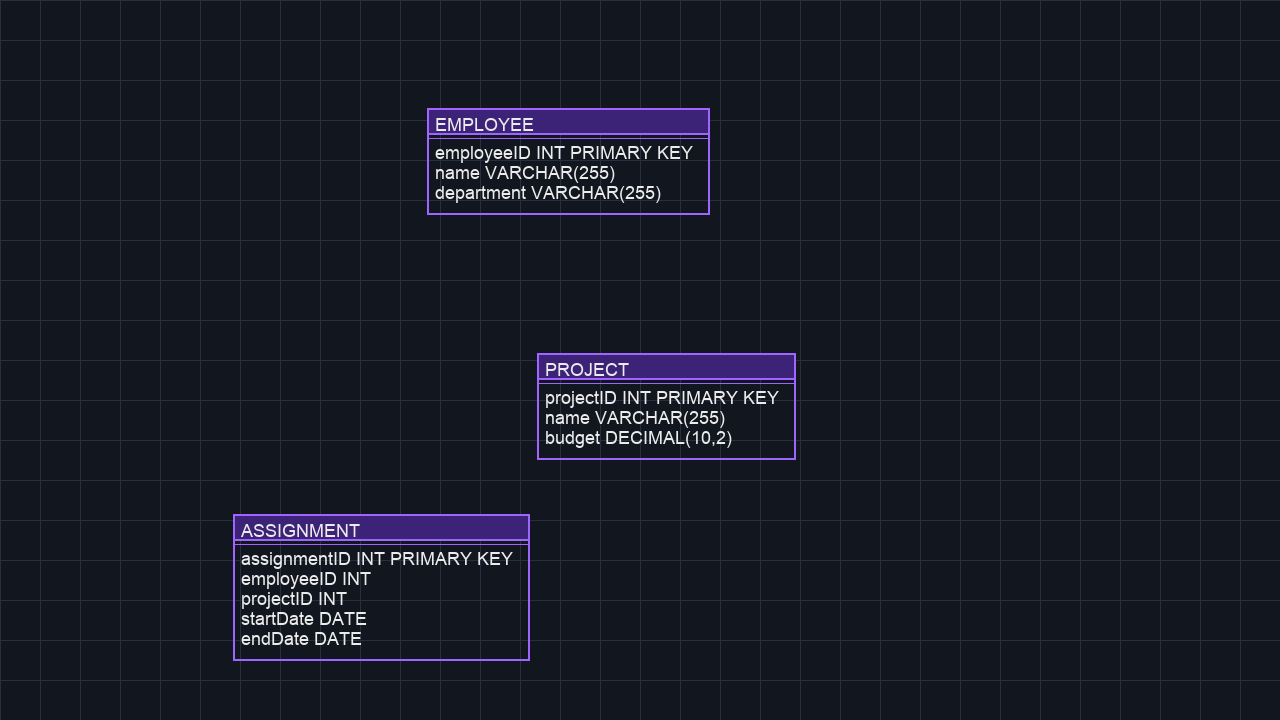 EMPLOYEE
employeeID INT PRIMARY KEY
name VARCHAR(255)
department VARCHAR(255)
PROJECT
projectID INT PRIMARY KEY
name VARCHAR(255)
budget DECIMAL(10,2)
ASSIGNMENT
assignmentID INT PRIMARY KEY
employeeID INT
projectID INT
startDate DATE
endDate DATE